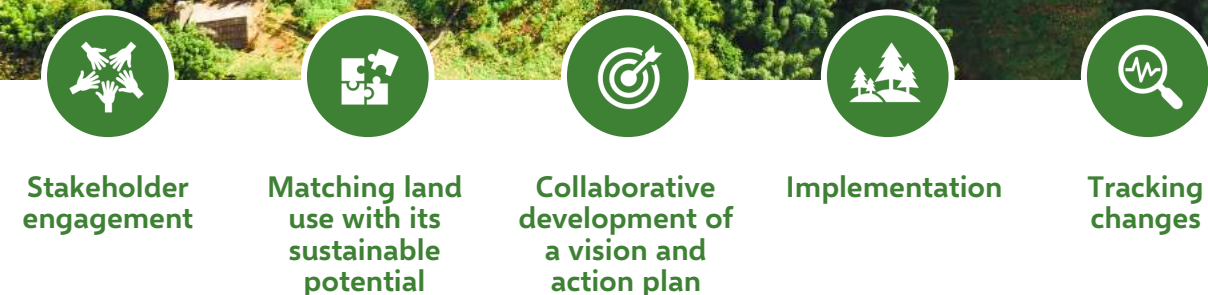 Stakeholder
engagement
Matching land
use with its
sustainable
potential
Collaborative
development of
a vision and
action plan
Implementation
Tracking
changes